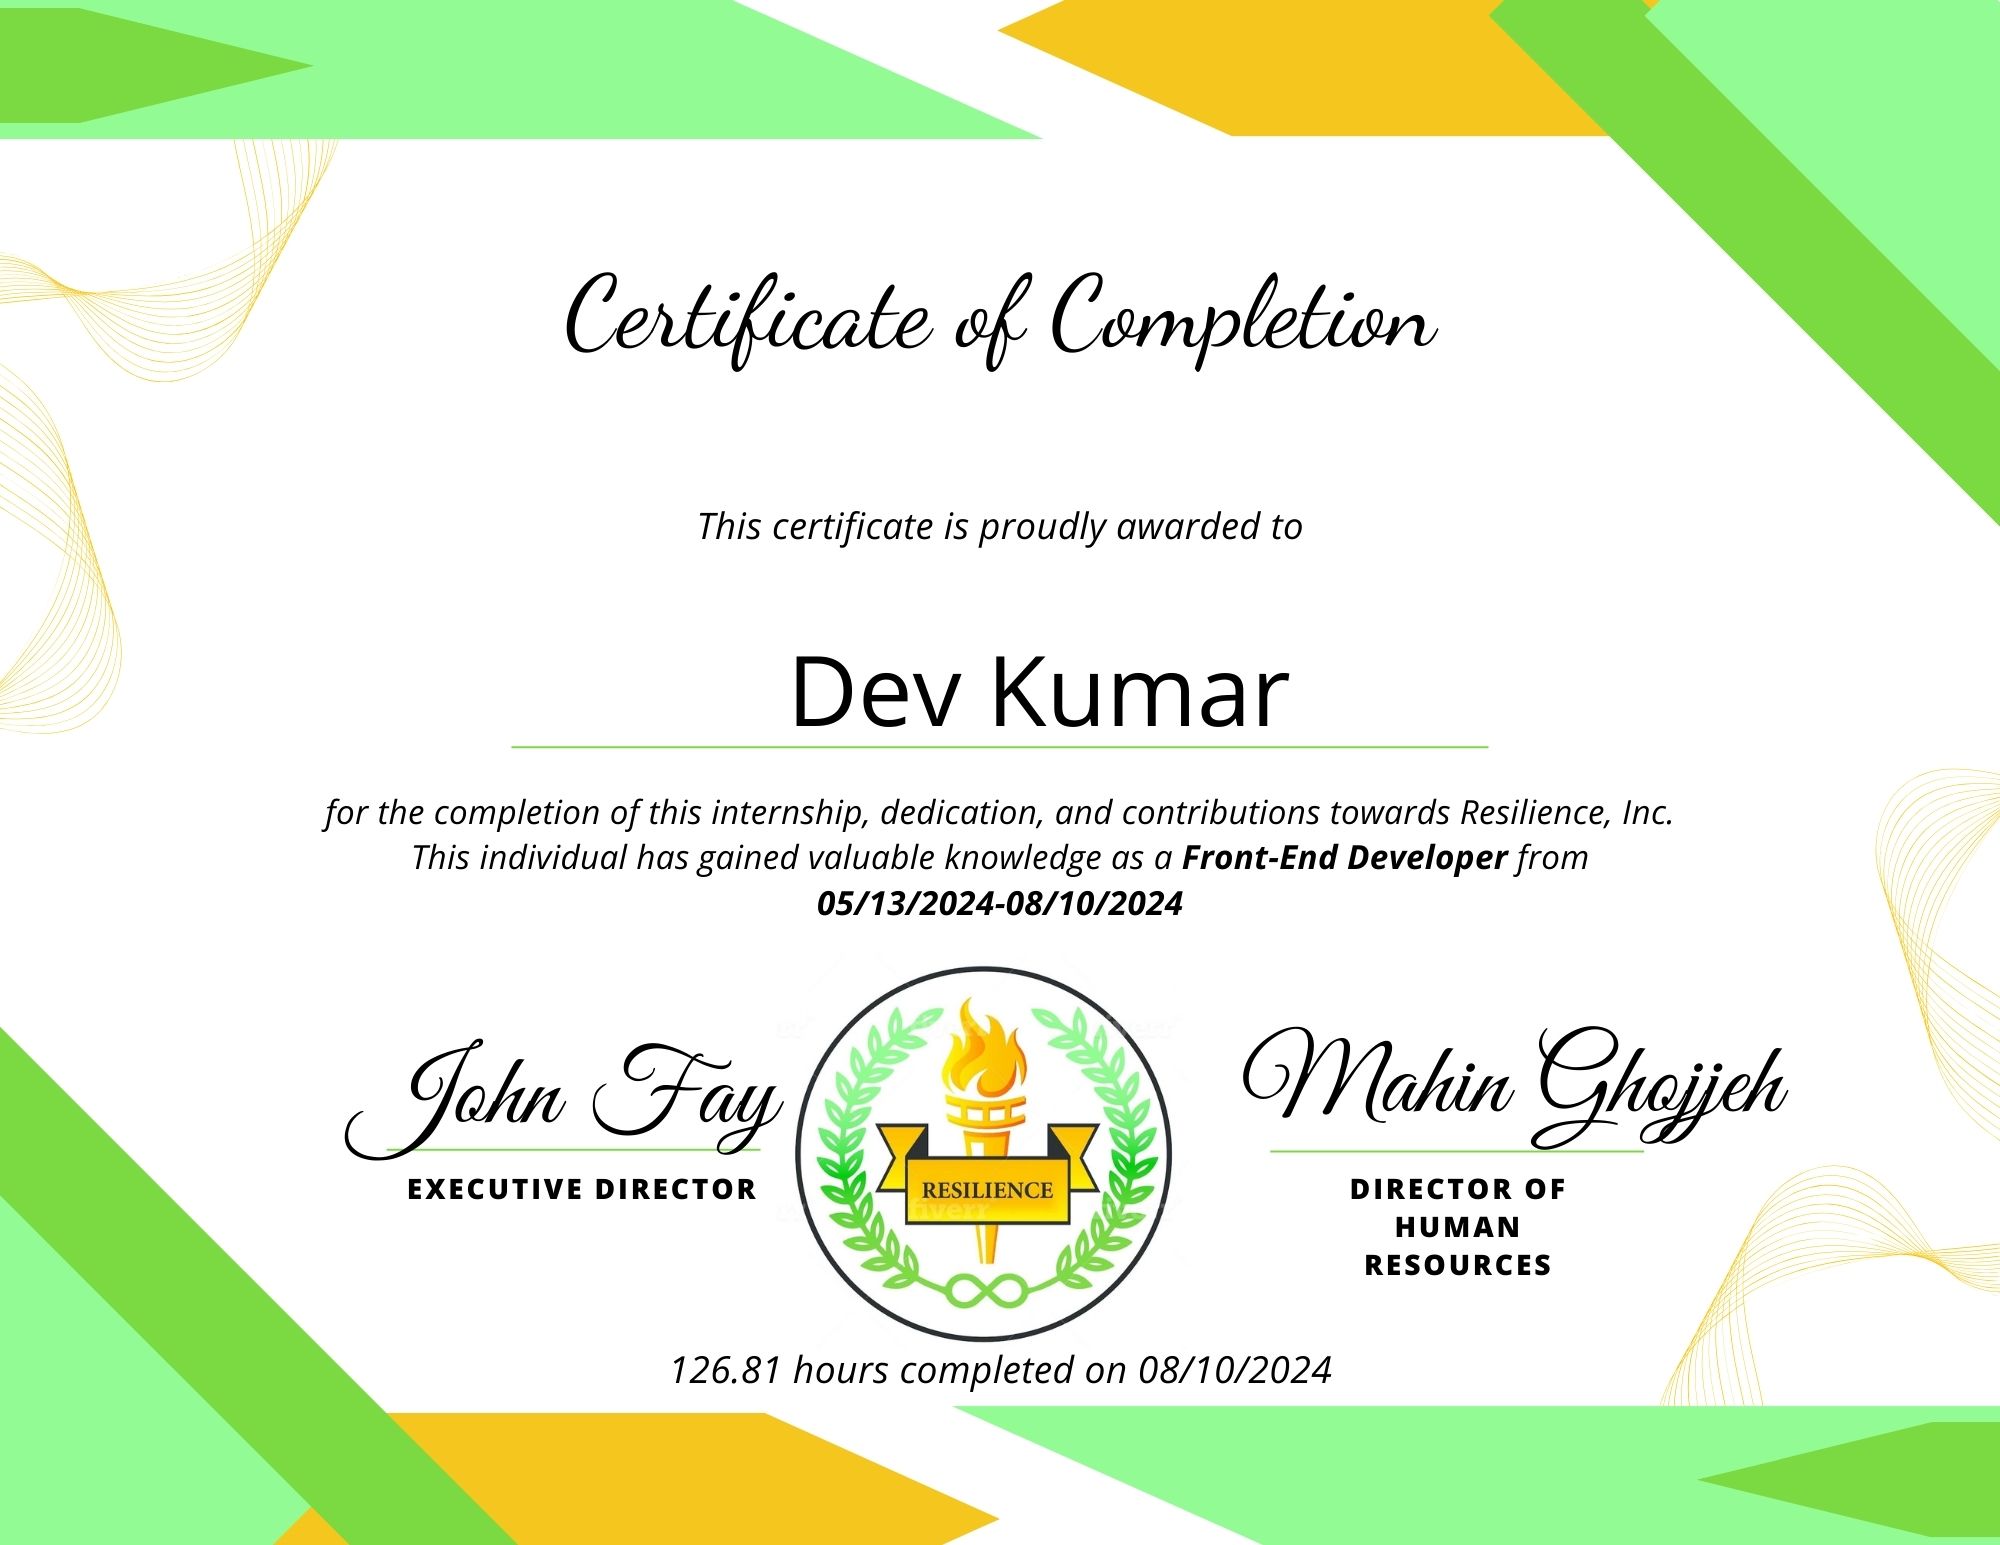 Certificate of Completion
This certificate is proudly awarded to
Dev Kumar
for the completion of this internship, dedication, and contributions towards Resilience, Inc.
This individual has gained valuable knowledge as a Front-End Developer from
05/13/2024-08/10/2024
John Fay
EXECUTIVE DIRECTOR
RESILIENCE
fiverr
Mahin Ghojjeh
DIRECTOR OF
HUMAN
RESOURCES
126.81 hours completed on 08/10/2024